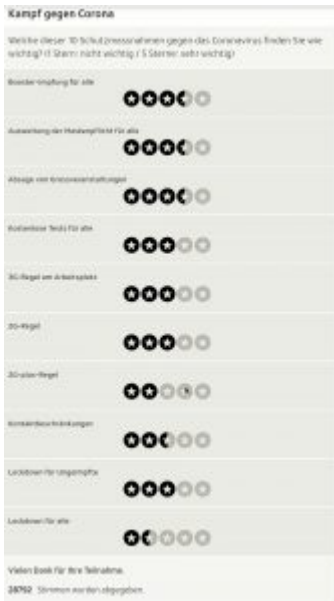 Kampf gegen Corona
Welche dieser 10 Schutzmassnahmen gegen das Coronavirus finden Sie wie
wichtig? (1 Stern: nicht wichtig / 5 Sterne: sehr wichtig)
Booster-Impfung für alle
Ausweitung der Maskenpflicht für alle
Absage von Grossveranstaltungen
Kostenlose Tests für alle
3G-Regel am Arbeitsplatz
2G-Regel
2G-plus-Regel
Kontaktbeschränkungen
Lockdown für Ungeimpfte
Lockdown für alle
Vielen Dank für Ihre Teilnahme.
28792 Stimmen wurden abgegeben.